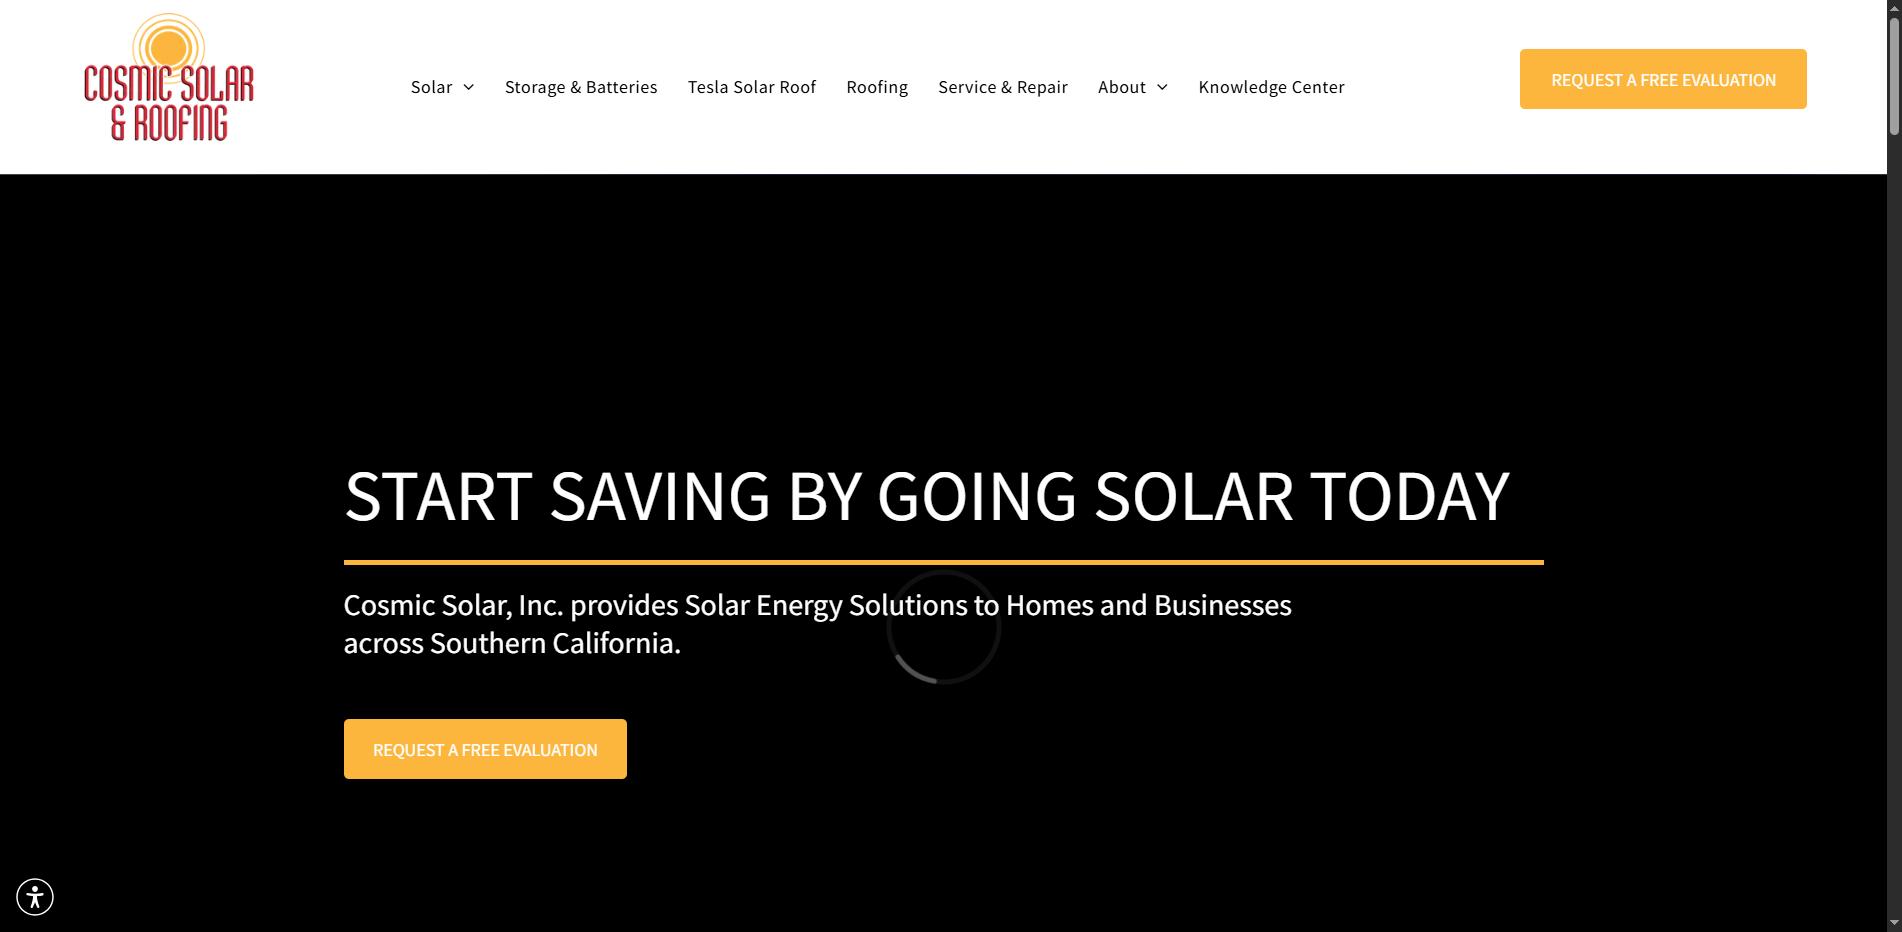 COSMIC SOLAR
& ROOFING
Solar
Storage & Batteries
Tesla Solar Roof
Roofing
Service & Repair
About
Knowledge Center
REQUEST A FREE EVALUATION
START SAVING BY GOING SOLAR TODAY
Cosmic Solar, Inc. provides Solar Energy Solutions to Homes and Businesses
across Southern California.
REQUEST A FREE EVALUATION